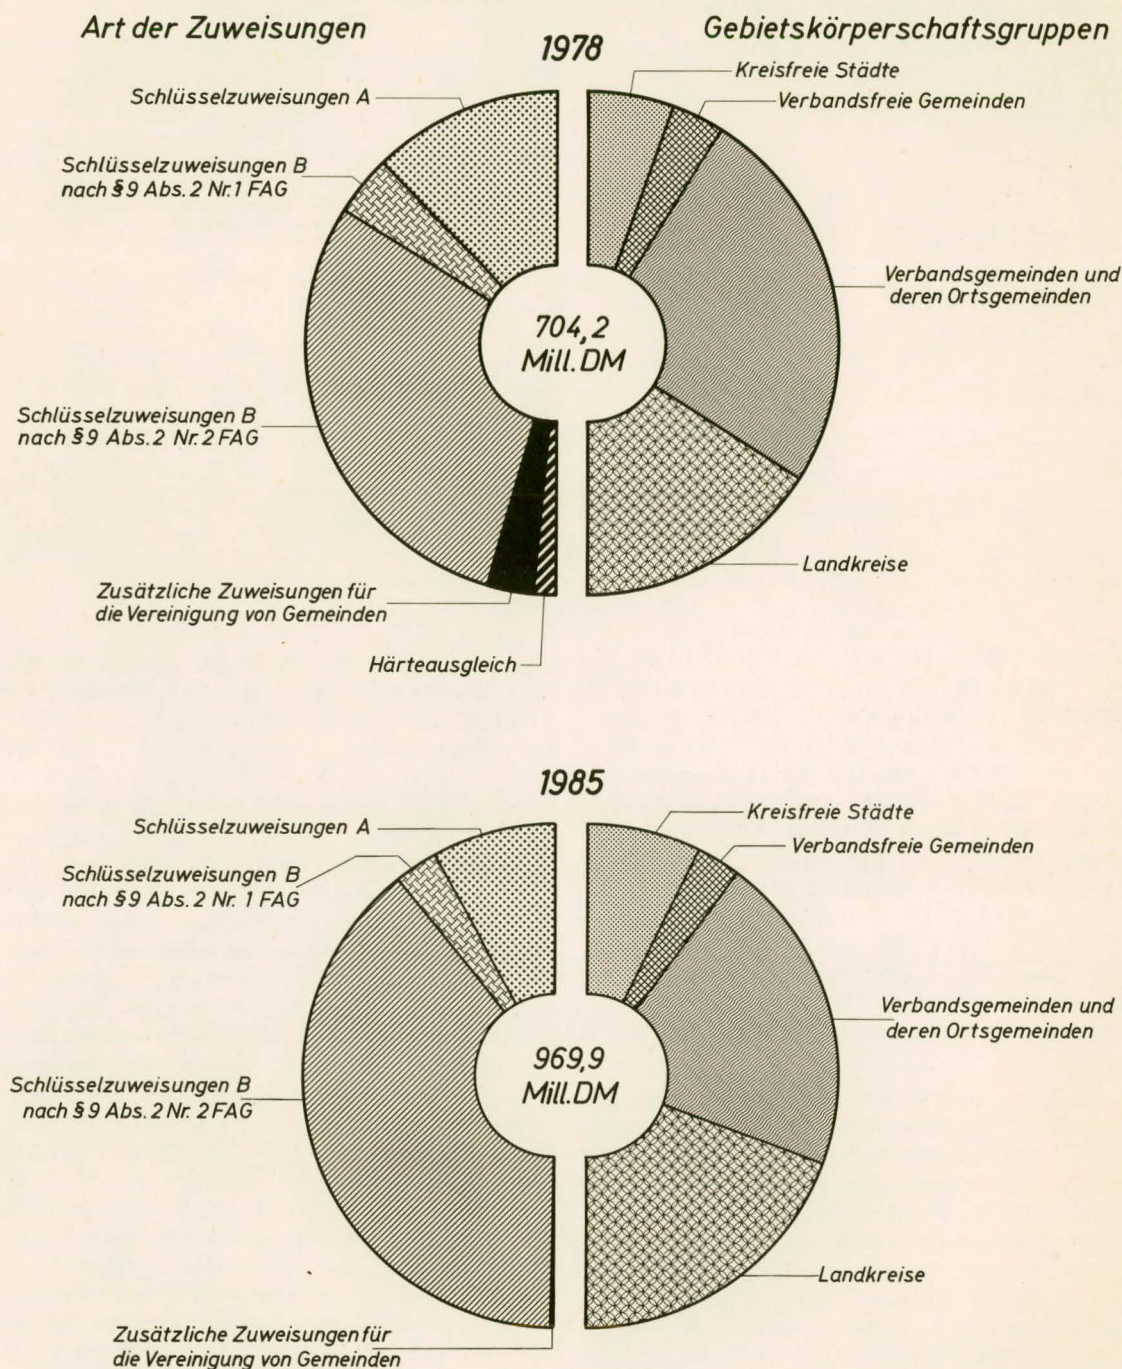 Art der Zuweisungen
Gebietskörperschaftsgruppen
1978
Schlüsselzuweisungen A
Schlüsselzuweisungen B
nach § 9 Abs. 2 Nr. 1 FAG
Schlüsselzuweisungen B
nach § 9 Abs. 2 Nr. 2 FAG
Zusätzliche Zuweisungen für
die Vereinigung von Gemeinden
Härteausgleich
704,2
Mill. DM
Kreisfreie Städte
Verbandsfreie Gemeinden
Verbandsgemeinden und
deren Ortsgemeinden
Landkreise
1985
Schlüsselzuweisungen A
Schlüsselzuweisungen B
nach § 9 Abs. 2 Nr. 1 FAG
Schlüsselzuweisungen B
nach § 9 Abs. 2 Nr. 2 FAG
Zusätzliche Zuweisungen für
die Vereinigung von Gemeinden
969,9
Mill. DM
Kreisfreie Städte
Verbandsfreie Gemeinden
Verbandsgemeinden und
deren Ortsgemeinden
Landkreise